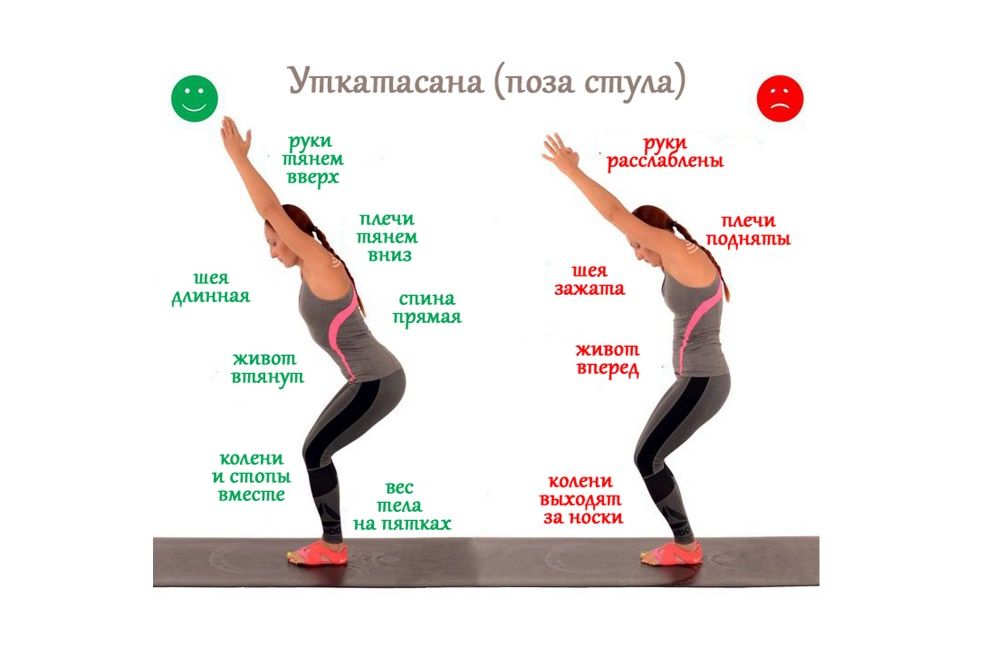 Уткатасана (поза стула)
руки
тянем
вверх
плечи
тянем
вниз
шея
длинная
спина
прямая
живот
втянут
колени
и стопы
вместе
вес
тела
на пятках
руки
расслаблены
плечи
подняты
шея
зажата
живот
вперед
колени
выходят
за носки